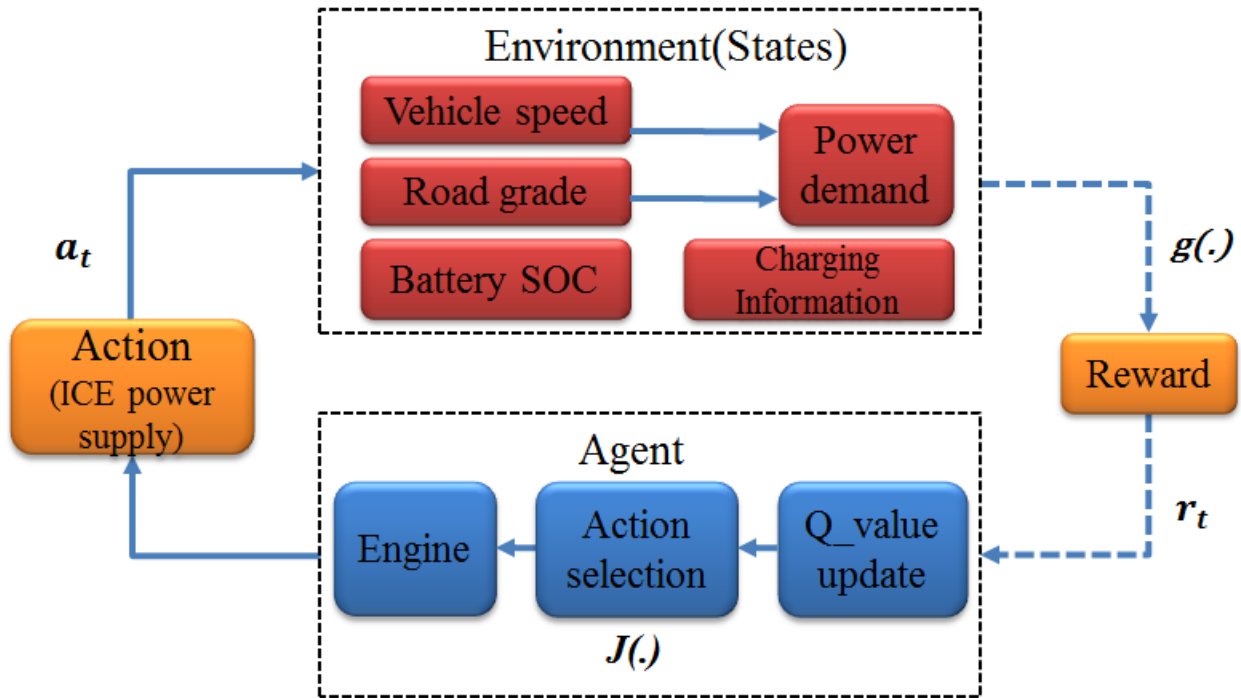 Environment(States)
Vehicle speed
Power
demand
Road grade
Battery SOC
Charging
Information
a_t
g(.)
Action
(ICE power
supply)
Reward
Agent
Engine
Action
selection
Q_value
update
r_t
J(.)